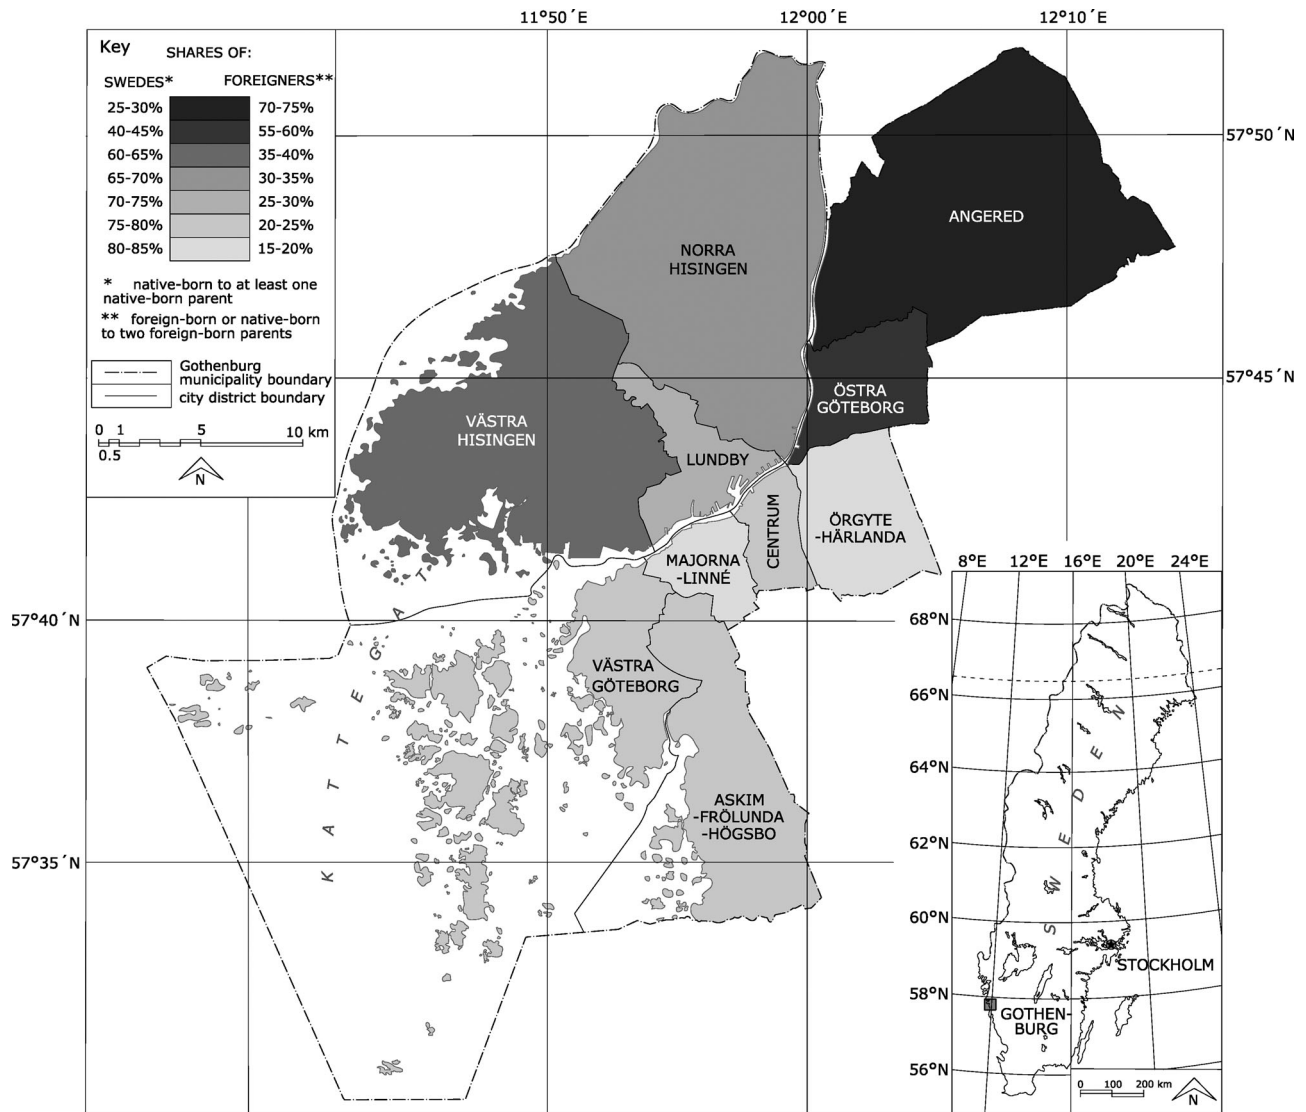 11°50´E 12°00´E 12°10´E
Key
SHARES OF:
SWEDES* FOREIGNERS**
25-30% 70-75%
40-45% 55-60%
60-65% 35-40%
65-70% 30-35%
70-75% 25-30%
75-80% 20-25%
80-85% 15-20%
* native-born to at least one
native-born parent
** foreign-born or native-born
to two foreign-born parents
Gothenburg
municipality boundary
city district boundary
0 1 5 10 km
0.5
N
57°50´N
57°45´N
57°40´N
57°40´N
57°35´N
ANGERED
NORRA
HISINGEN
ÖSTRA
GÖTEBORG
VÄSTRA
HISINGEN
LUNDBY
CENTRUM
ÖRGYTE
-HÄRLANDA
MAJORNA
-LINNÉ
VÄSTRA
GÖTEBORG
ASKIM
-FRÖLUNDA
-HÖGSBO
KATTEGAT
8°E 12°E 16°E 20°E 24°E
68°N
66°N
64°N
62°N
60°N
58°N
56°N
SWEDEN
STOCKHOLM
GOTHEN-
BURG
0 100 200 km
N